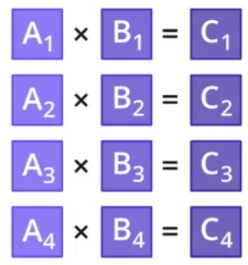 A₁ × B₁ = C₁
A₂ × B₂ = C₂
A₃ × B₃ = C₃
A₄ × B₄ = C₄